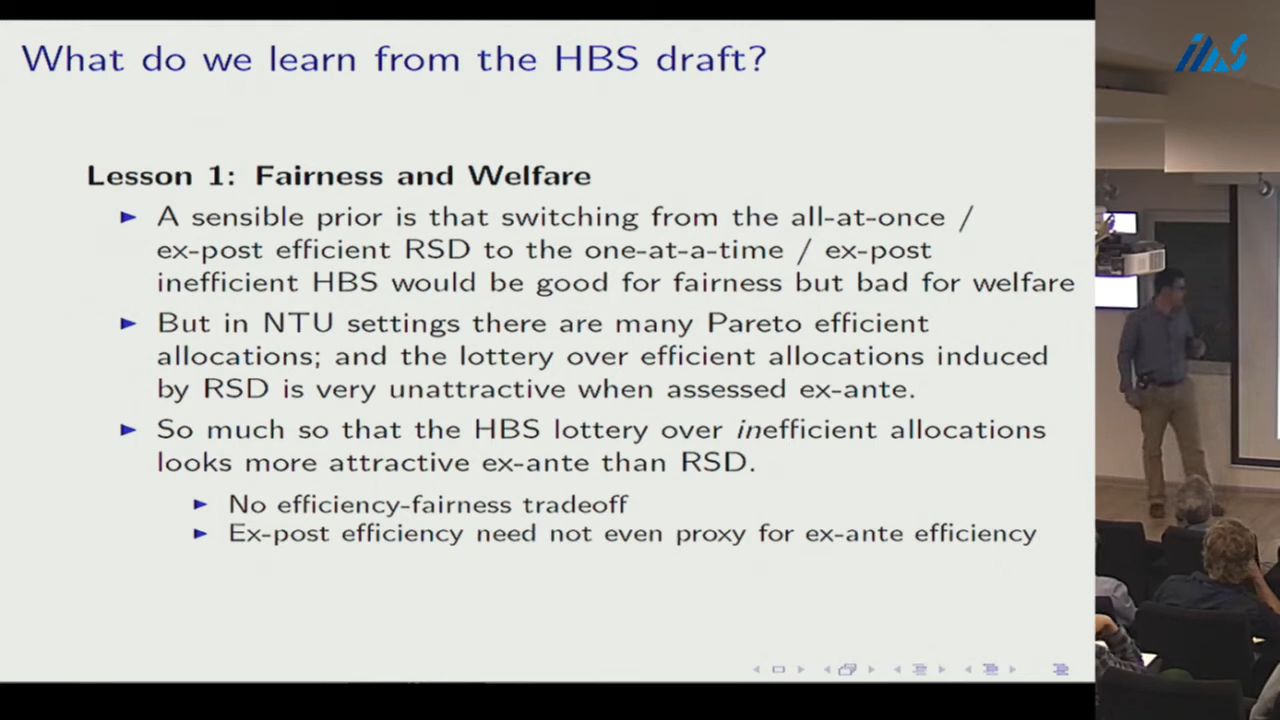 What do we learn from the HBS draft?
Lesson 1: Fairness and Welfare
A sensible prior is that switching from the all-at-once /
ex-post efficient RSD to the one-at-a-time / ex-post
inefficient HBS would be good for fairness but bad for welfare
But in NTU settings there are many Pareto efficient
allocations; and the lottery over efficient allocations induced
by RSD is very unattractive when assessed ex-ante.
So much so that the HBS lottery over inefficient allocations
looks more attractive ex-ante than RSD.
No efficiency-fairness tradeoff
Ex-post efficiency need not even proxy for ex-ante efficiency